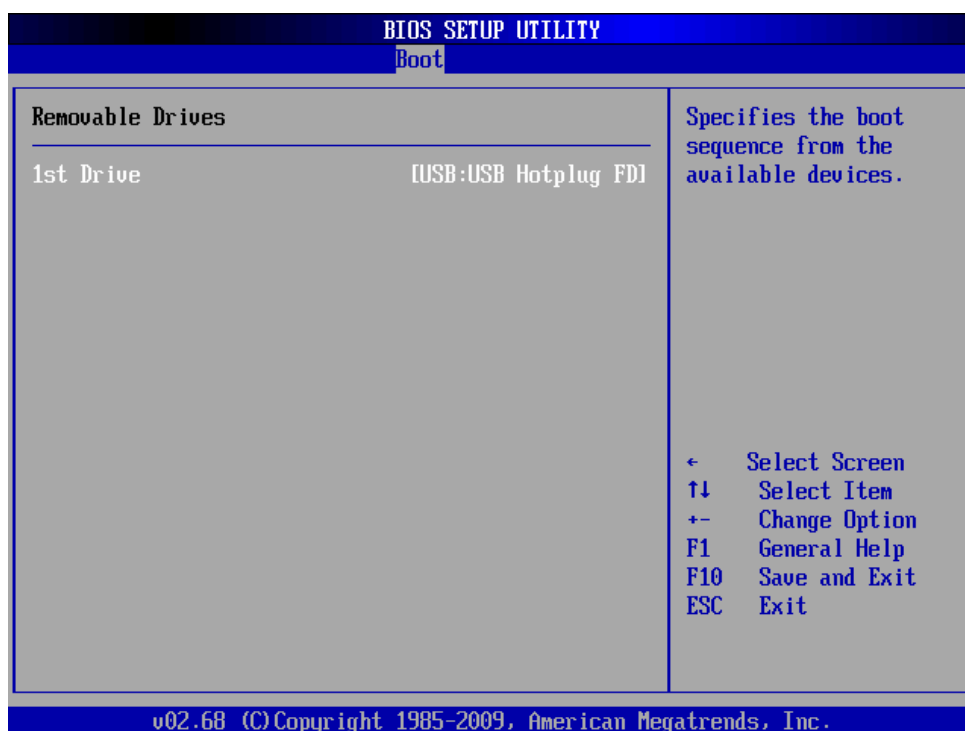 BIOS SETUP UTILITY
Boot
Removable Drives
1st Drive [USB:USB Hotplug FD]
Specifies the boot
sequence from the
available devices.
← Select Screen
↑↓ Select Item
+- Change Option
F1 General Help
F10 Save and Exit
ESC Exit
v02.68 (C)Copyright 1985-2009, American Megatrends, Inc.